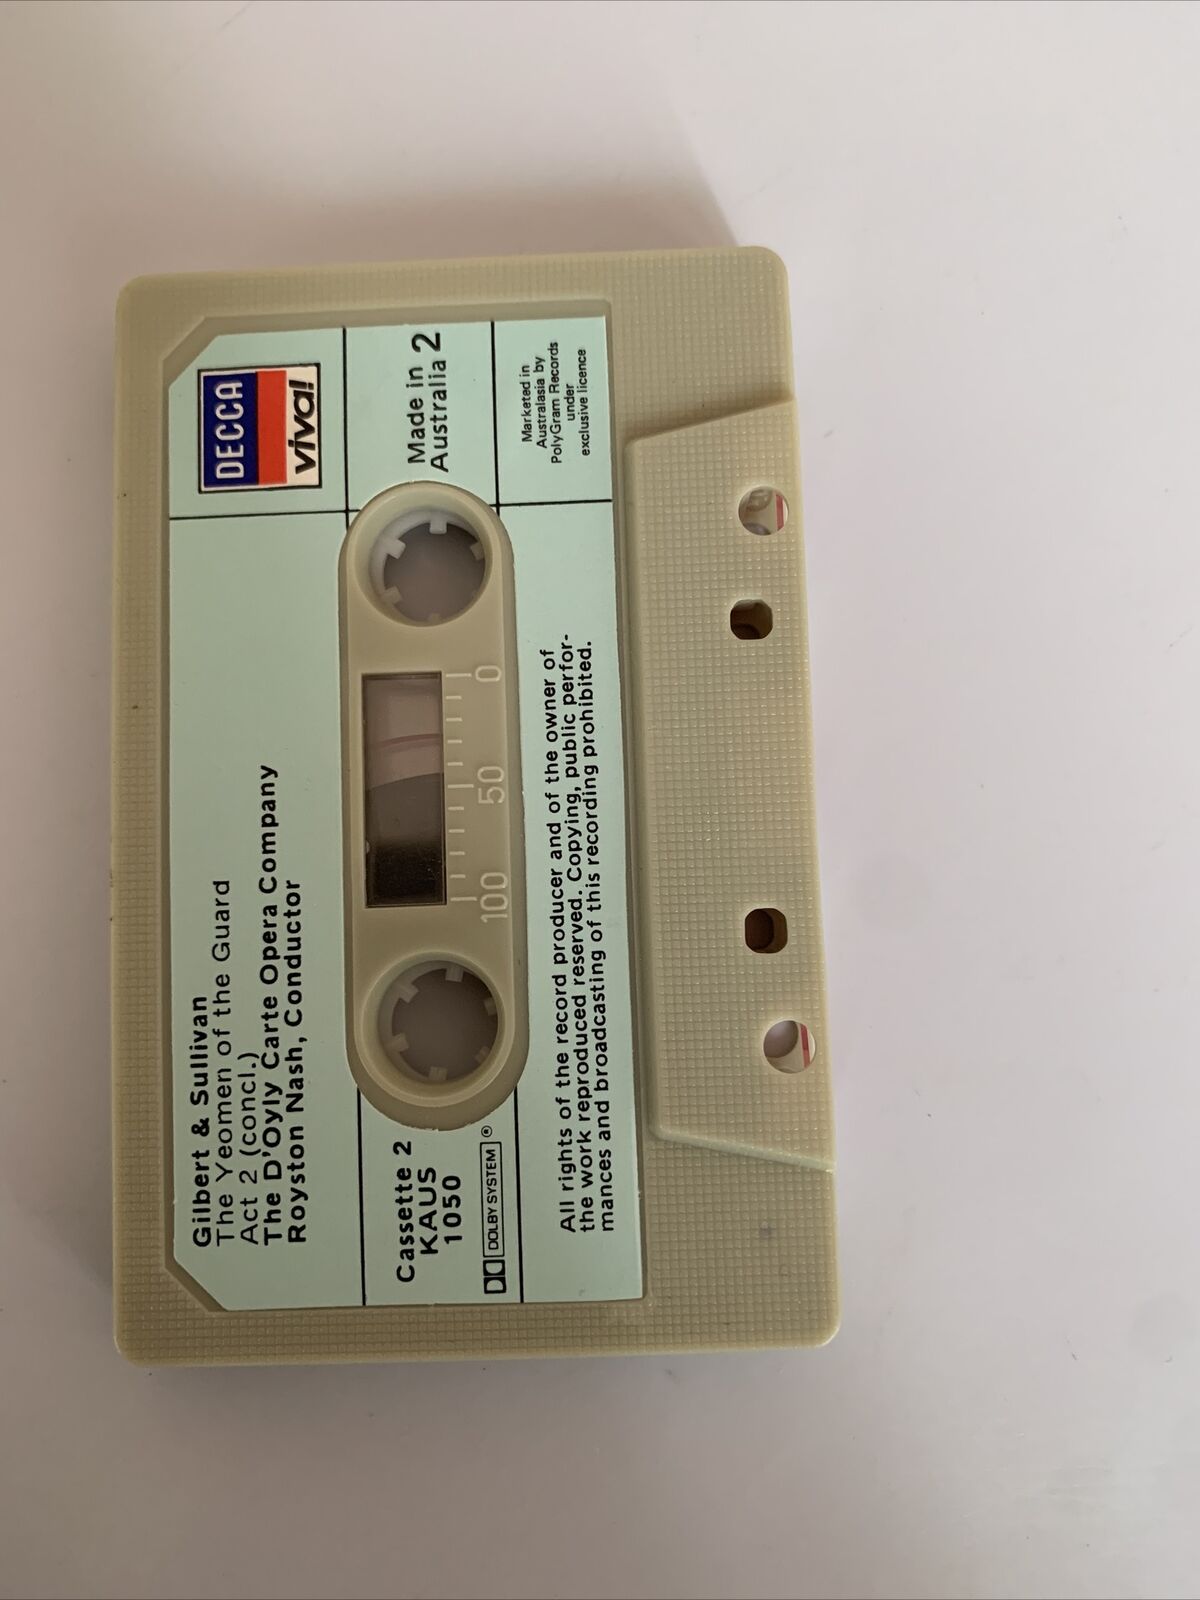 Gilbert & Sullivan
The Yeomen of the Guard
Act 2 (concl.)
The D'Oyly Carte Opera Company
Royston Nash, Conductor
DECCA
viva!
Cassette 2
KAUS
1050
DOLBY SYSTEM ®
100 50 0
Made in
Australia 2
All rights of the record producer and of the owner of
the work reproduced reserved. Copying, public perfor-
mances and broadcasting of this recording prohibited.
Marketed in
Australasia by
PolyGram Records
under
exclusive licence